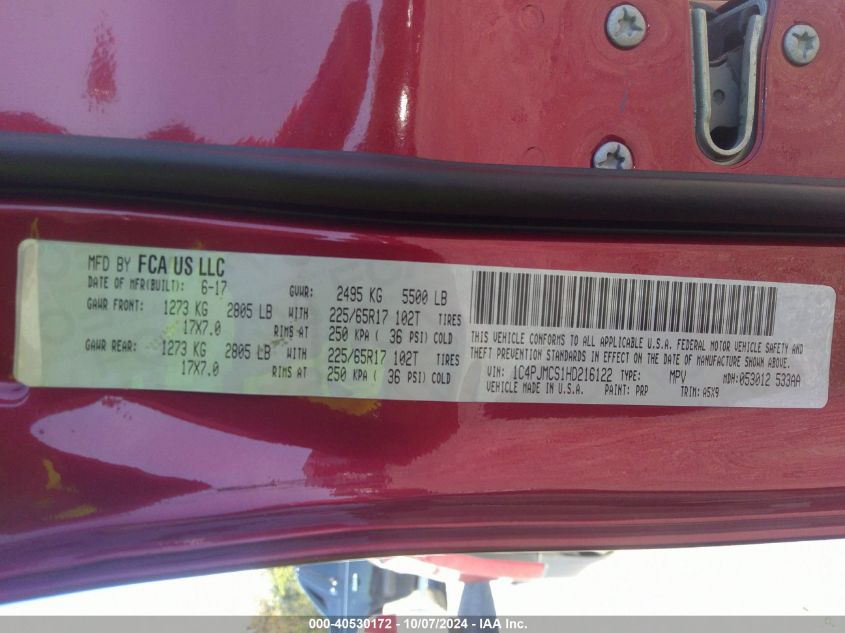 MFD BY FCA US LLC
DATE OF MFR(BUILT): 6-17 GVWR: 2495 KG 5500 LB
GAWR FRONT: 1273 KG 2805 LB WITH 225/65R17 102T TIRES
17X7.0 RIMS AT 250 KPA ( 36 PSI) COLD
GAWR REAR: 1273 KG 2805 LB WITH 225/65R17 102T TIRES
17X7.0 RIMS AT 250 KPA ( 36 PSI) COLD
THIS VEHICLE CONFORMS TO ALL APPLICABLE U.S.A. FEDERAL MOTOR VEHICLE SAFETY AND
THEFT PREVENTION STANDARDS IN EFFECT ON THE DATE OF MANUFACTURE SHOWN ABOVE.
VIN: 1C4PJMCS1HD216122 TYPE: MPV MDH: 053012 533AA
VEHICLE MADE IN U.S.A. PAINT: PRP TRIM: A5X9
000-40530172 - 10/07/2024 - IAA Inc.